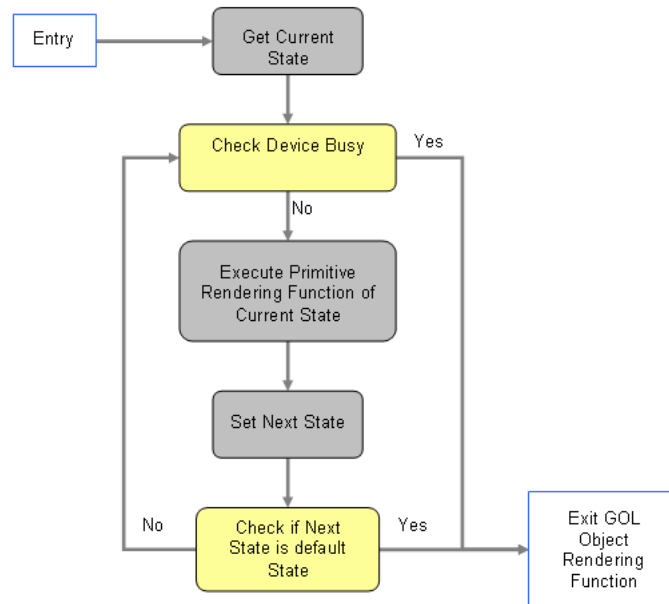 Entry
Get Current
State
Check Device Busy
Yes
No
Execute Primitive
Rendering Function of
Current State
Set Next State
No
Check if Next
State is default
State
Yes
Exit GOL
Object
Rendering
Function